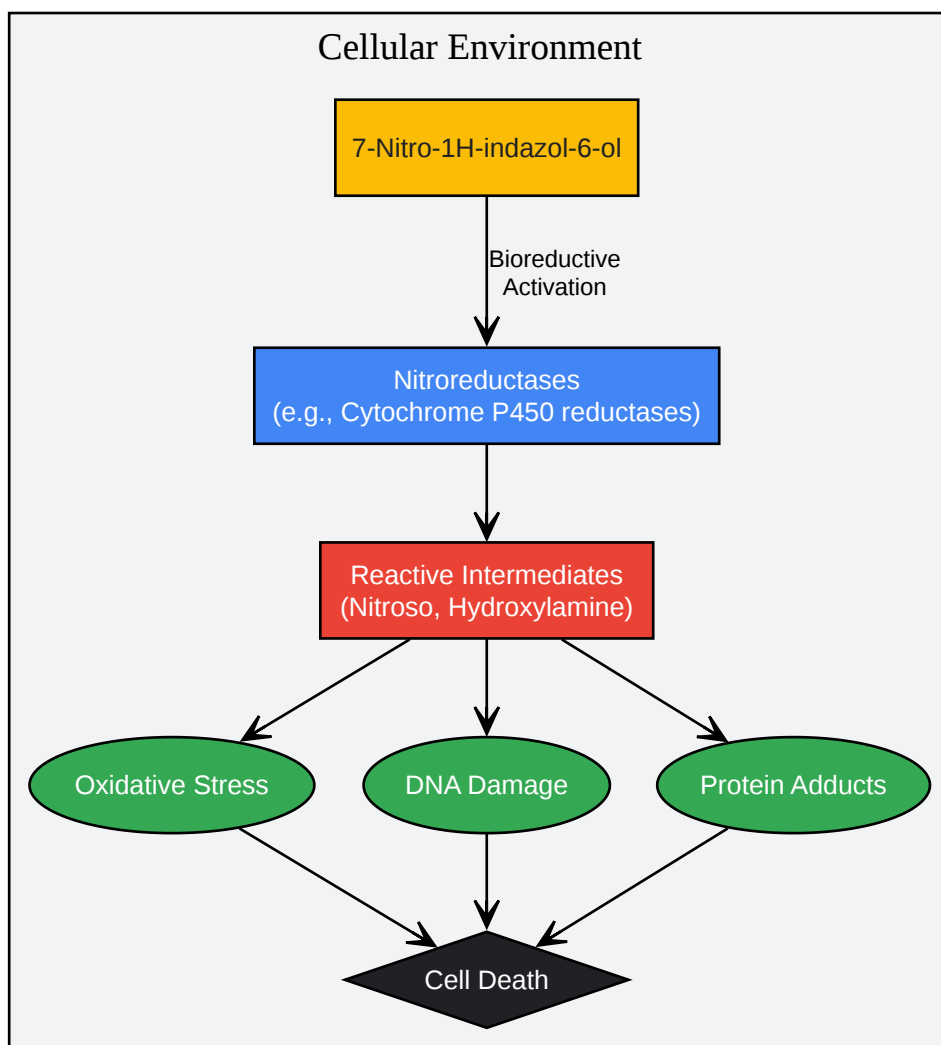 Cellular Environment
7-Nitro-1H-indazol-6-ol
Bioreductive
Activation
Nitroreductases
(e.g., Cytochrome P450 reductases)
Reactive Intermediates
(Nitroso, Hydroxylamine)
Oxidative Stress
DNA Damage
Protein Adducts
Cell Death